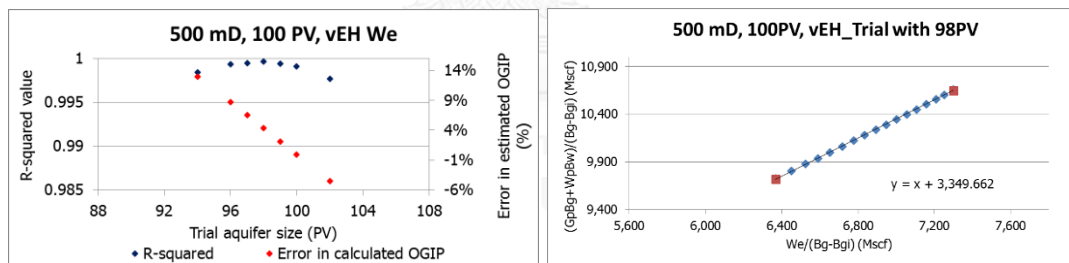 500 mD, 100 PV, vEH We
R-squared value
1
0.995
0.99
0.985
14%
9%
4%
-1%
-6%
Error in estimated OGIP
(%)
88
92
96
100
104
108
Trial aquifer size (PV)
R-squared
Error in calculated OGIP
500 mD, 100PV, vEH_Trial with 98PV
(GpBg+WpBw)/(Bg-Bgi) (Mscf)
10,900
10,400
9,900
9,400
y = x + 3,349.662
5,600
6,000
6,400
6,800
7,200
7,600
We/(Bg-Bgi) (Mscf)